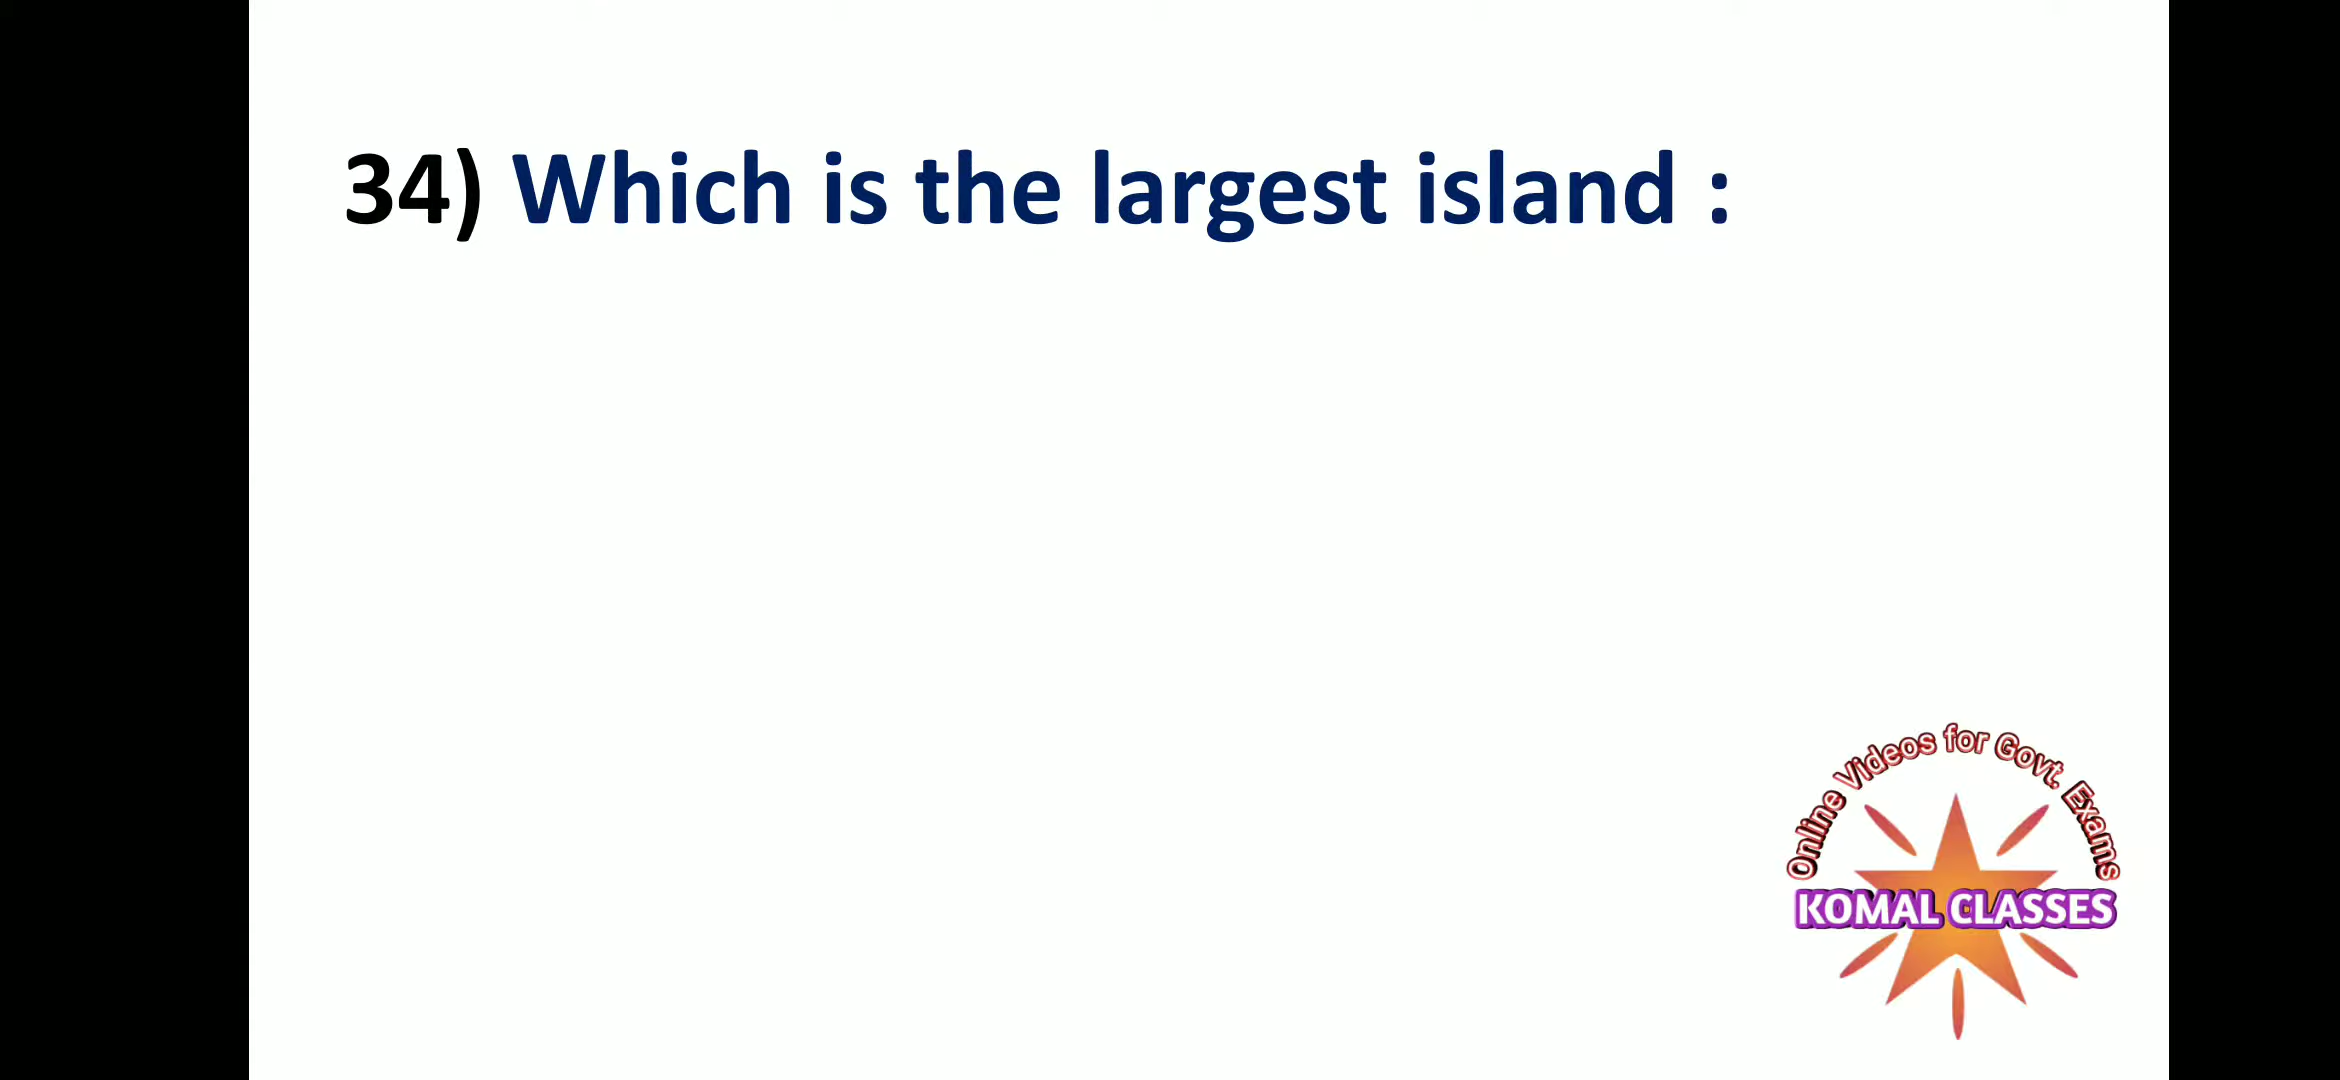 34) Which is the largest island :
Online Videos for Govt. Exams
KOMAL CLASSES